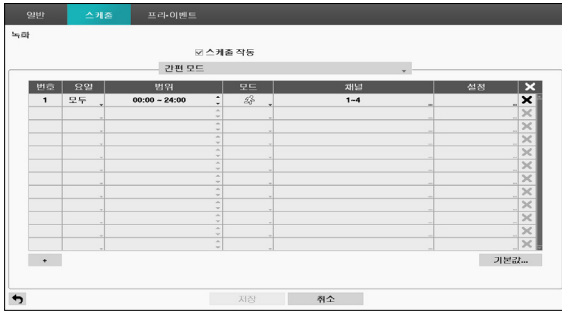 일반 스케줄 프리-이벤트
녹화
스케줄 작동
간편 모드
번호 요일 범위 모드 채널 설정
1 모두 00:00 ~ 24:00 1~4
+ 기본값...
저장 취소